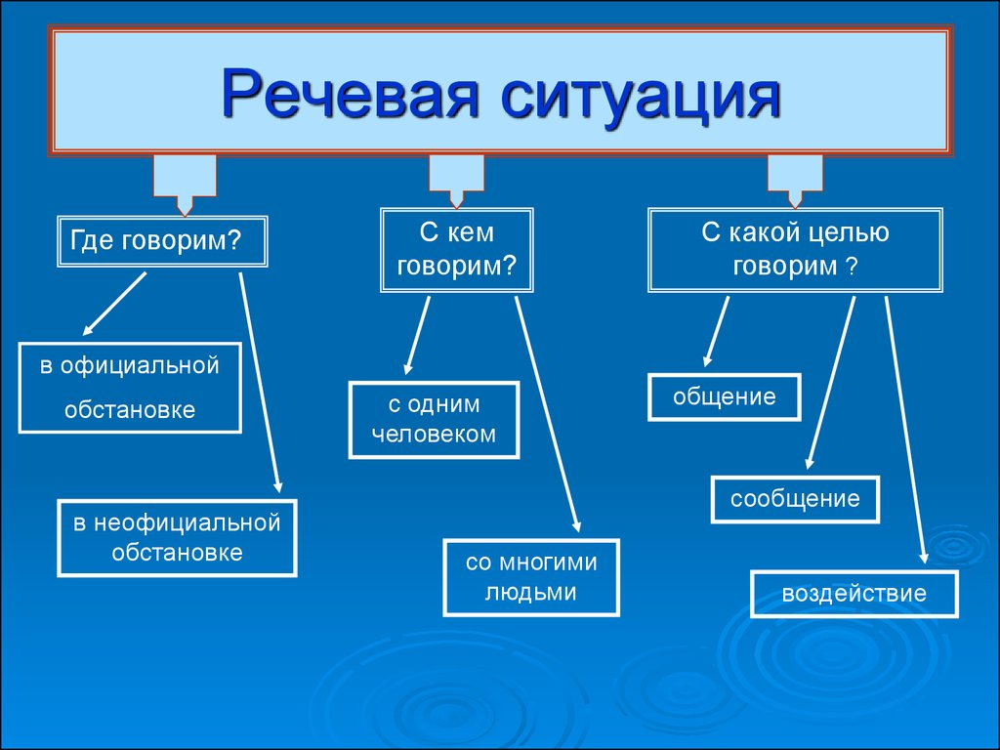 Речевая ситуация
Где говорим?
С кем
говорим?
С какой целью
говорим ?
в официальной
обстановке
с одним
человеком
общение
сообщение
в неофициальной
обстановке
со многими
людьми
воздействие